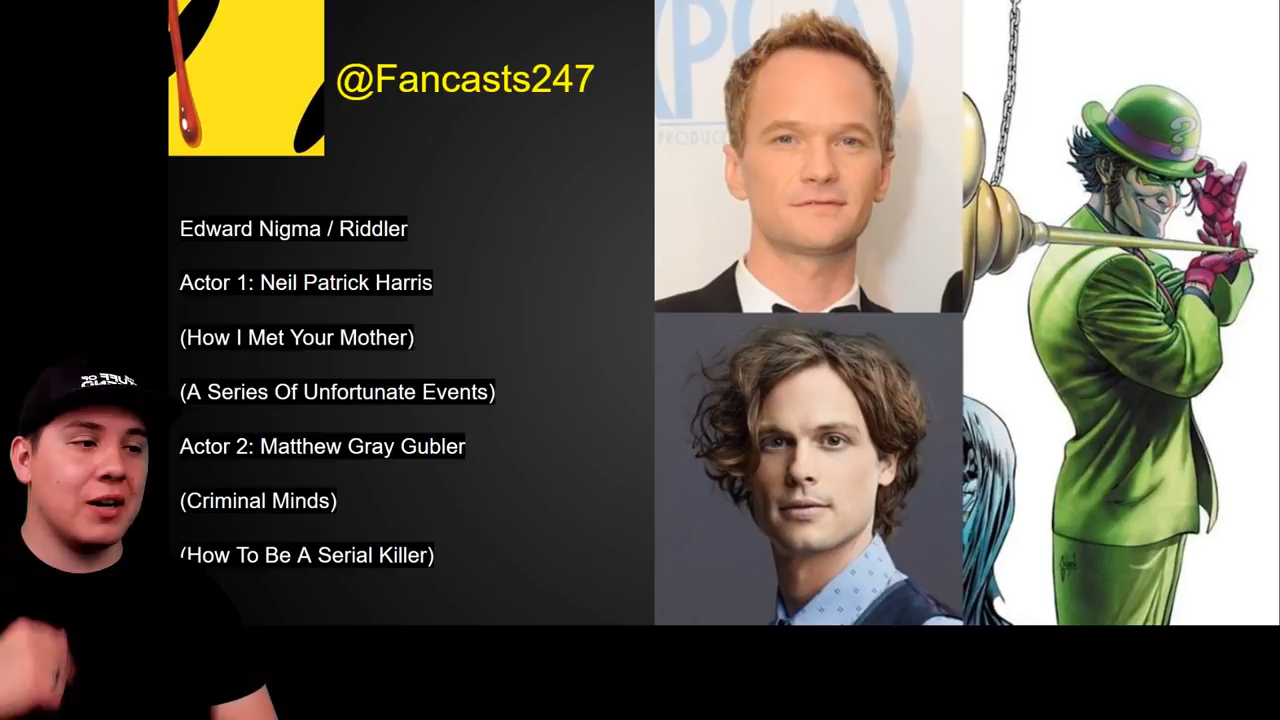 @Fancasts247
Edward Nigma / Riddler
Actor 1: Neil Patrick Harris
(How I Met Your Mother)
(A Series Of Unfortunate Events)
Actor 2: Matthew Gray Gubler
(Criminal Minds)
(How To Be A Serial Killer)
?